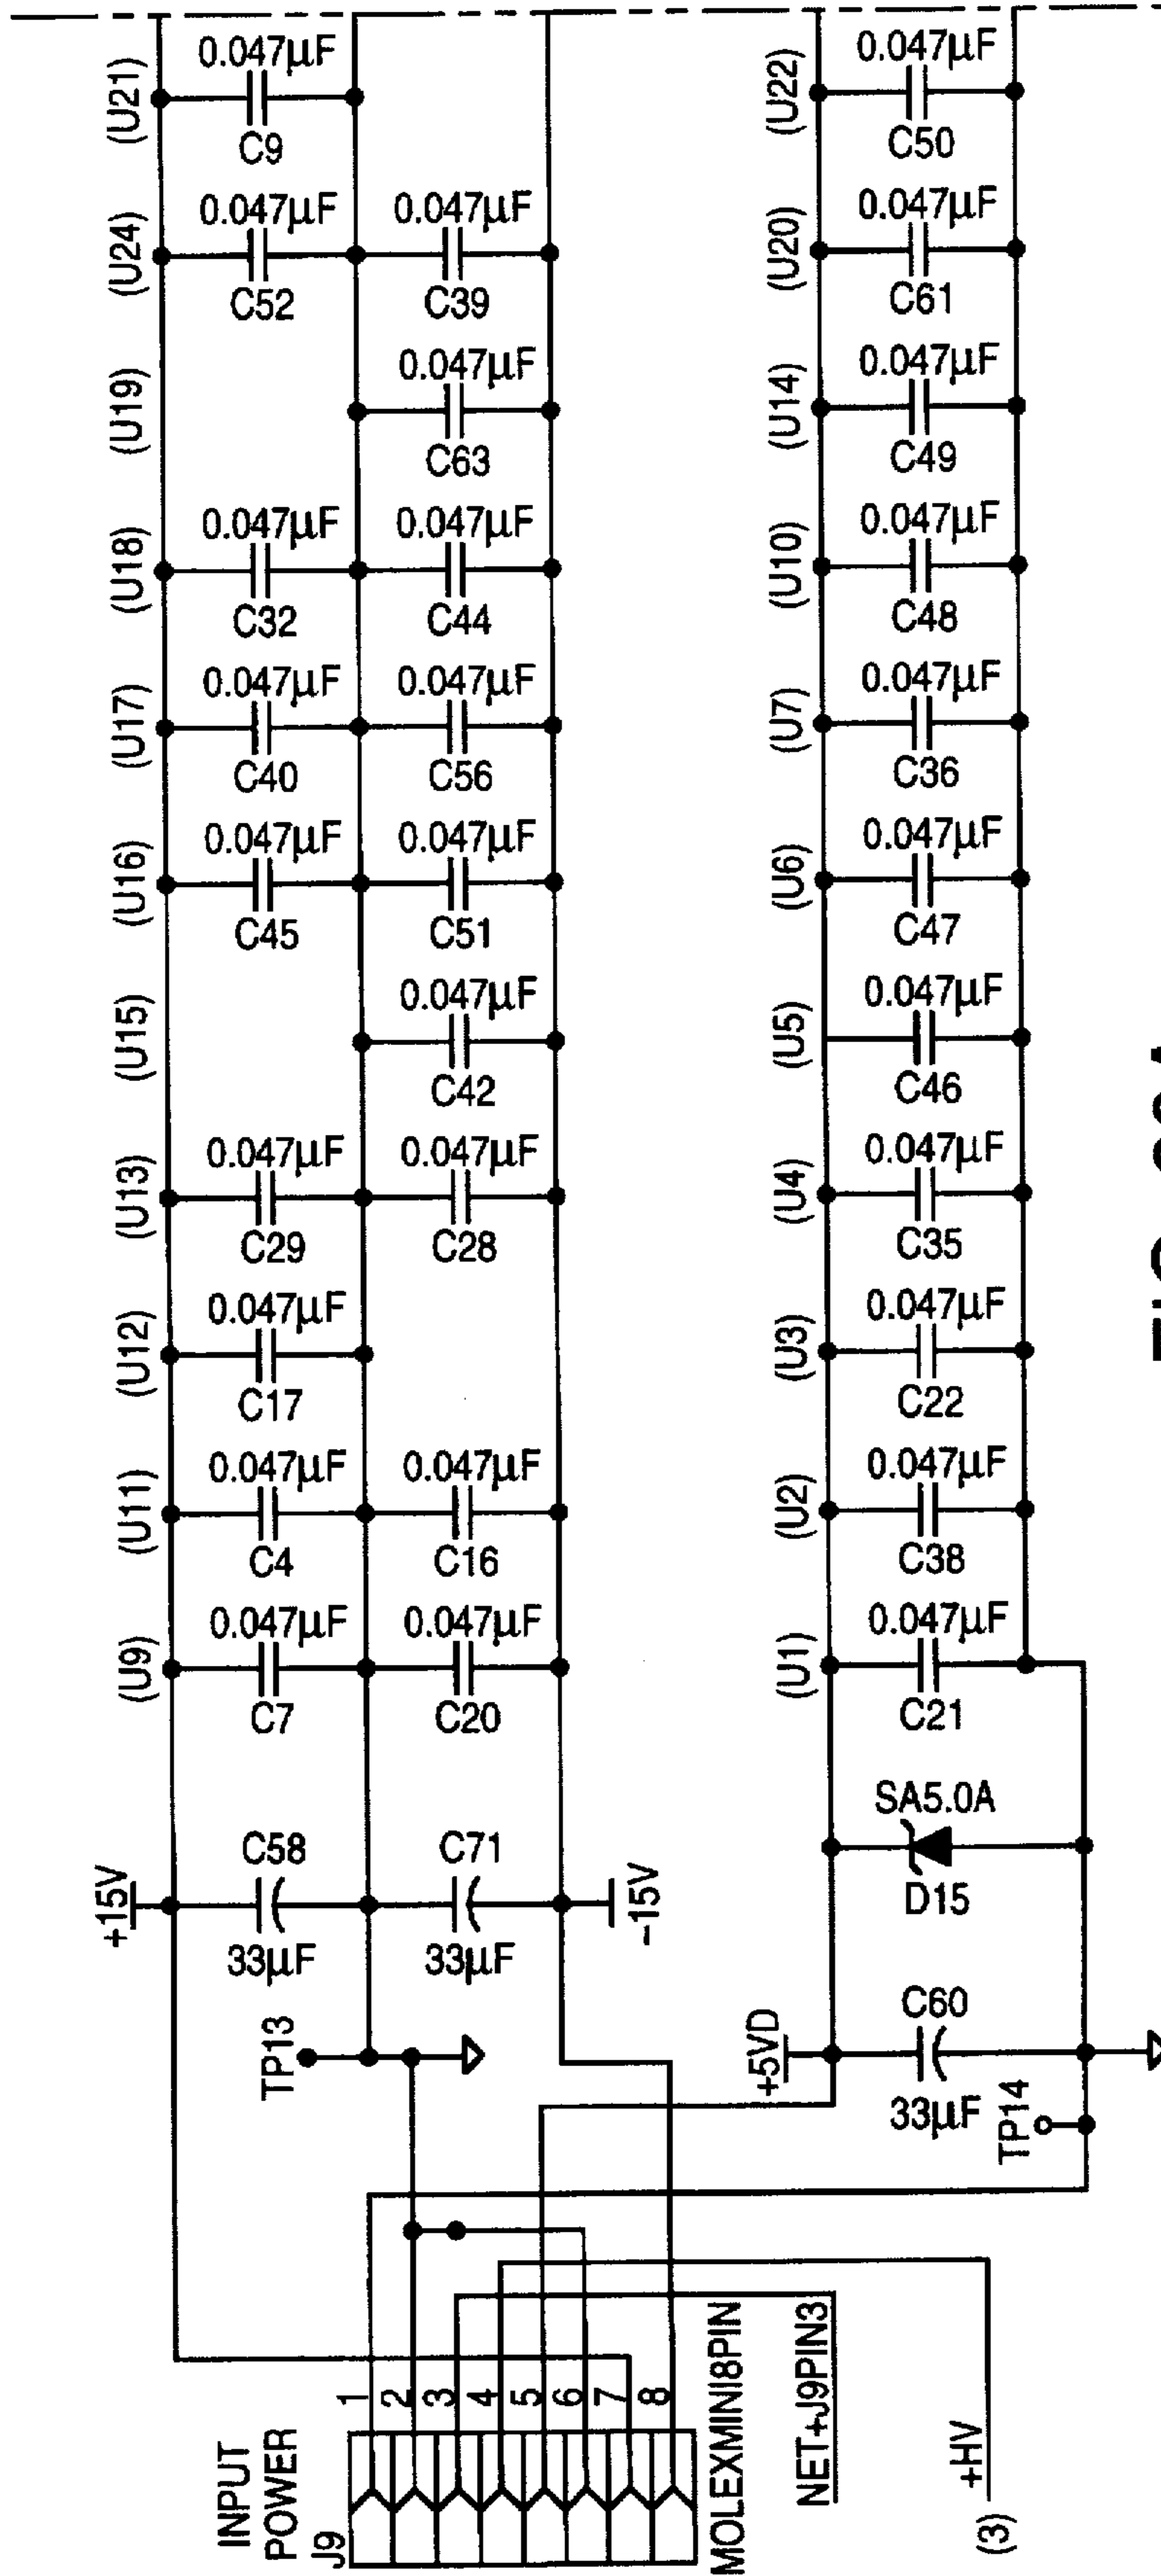 (U21)
0.047µF
C9
(U22)
0.047µF
C50
(U24)
0.047µF
C52
0.047µF
C39
(U20)
0.047µF
C61
(U19)
0.047µF
C63
(U14)
0.047µF
C49
(U18)
0.047µF
C32
0.047µF
C44
(U10)
0.047µF
C48
(U17)
0.047µF
C40
0.047µF
C56
(U7)
0.047µF
C36
(U16)
0.047µF
C45
0.047µF
C51
(U6)
0.047µF
C47
(U15)
0.047µF
C42
(U5)
0.047µF
C46
(U13)
0.047µF
C29
0.047µF
C28
(U4)
0.047µF
C35
(U12)
0.047µF
C17
(U3)
0.047µF
C22
(U11)
0.047µF
C4
0.047µF
C16
(U2)
0.047µF
C38
(U9)
0.047µF
C7
0.047µF
C20
(U1)
0.047µF
C21
SA5.0A
D15
+15V
C58
33µF
C71
33µF
-15V
TP13
+5VD
C60
33µF
TP14
INPUT
POWER
J9
1
2
3
4
5
6
7
8
MOLEXMINI8PIN
NET+J9PIN3
+HV
(3)